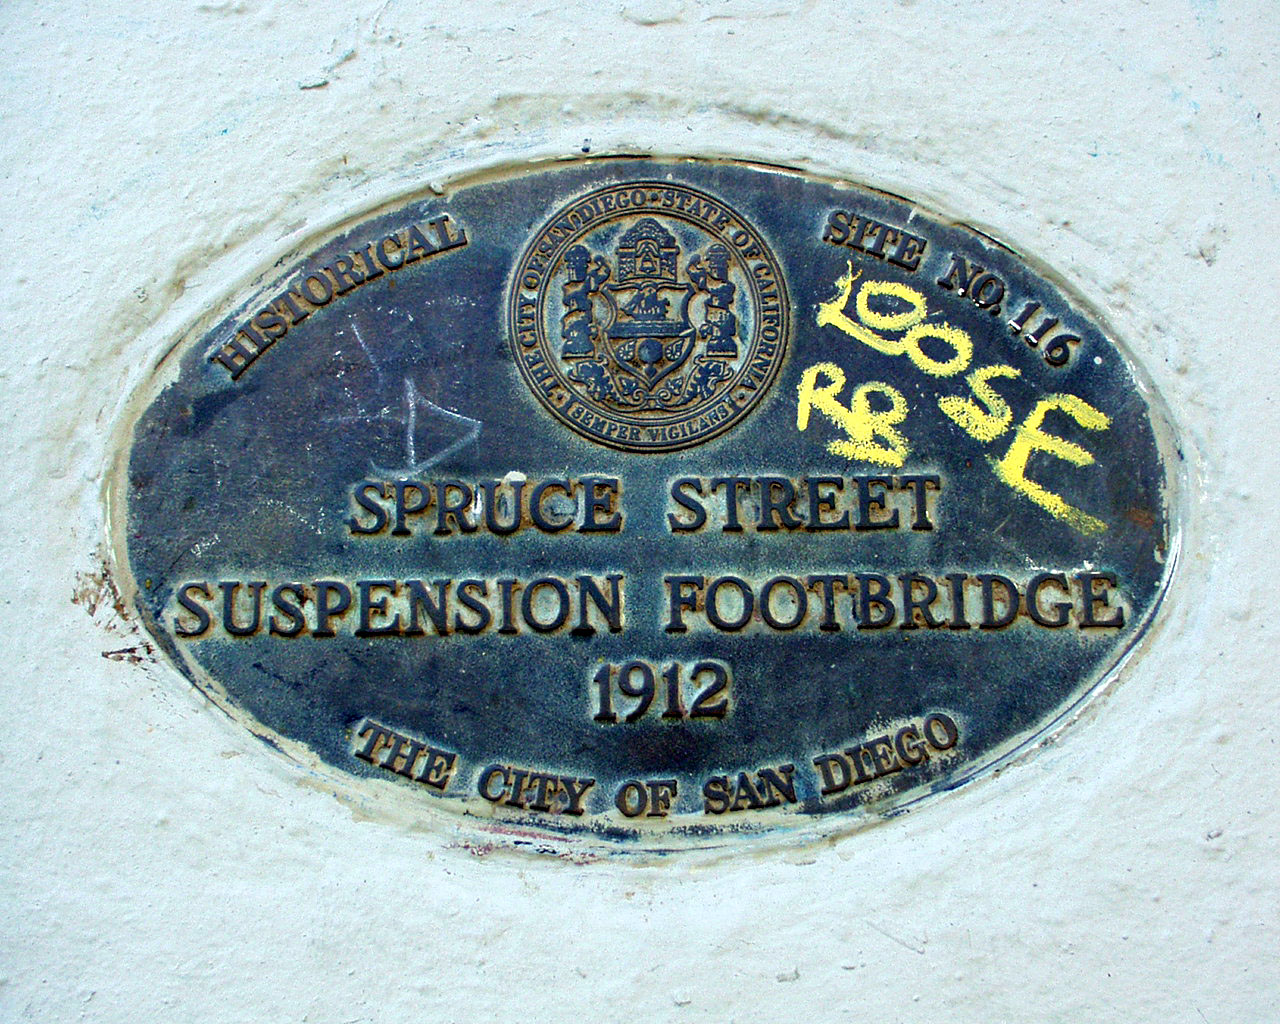 HISTORICAL
THE CITY OF SAN DIEGO • STATE OF CALIFORNIA
SEMPER VIGILANS
SITE NO. 116
LOOSE
SPRUCE STREET
SUSPENSION FOOTBRIDGE
1912
THE CITY OF SAN DIEGO